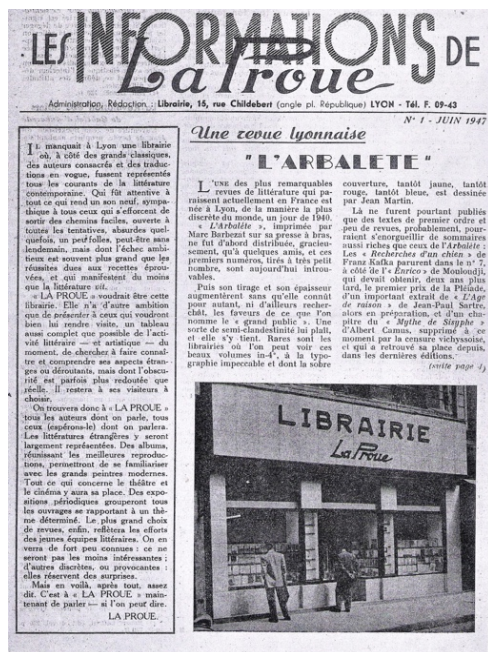 LES INFORMATIONS DE
La Proue
Administration, Rédaction : Librairie, 15, rue Childebert (angle pl. République) LYON - Tél. F. 09-43
N° 1 - JUIN 1947
IL manquait à Lyon une librairie
où, à côté des grands classiques,
des auteurs consacrés et des traduc-
tions en vogue, fussent représentés
tous les courants de la littérature
contemporaine. Qui fût attentive à
tout ce qui rend un son neuf, sympa-
thique à tous ceux qui s'efforcent de
sortir des chemins faciles, ouverte à
toutes les tentatives, absurdes quel-
quefois, un peu folles, peut-être sans
lendemain, mais dont l'échec ambi-
tieux est souvent plus grand que les
réussites dues aux recettes éprou-
vées, et qui manifestent du moins
que la littérature vit.
« LA PROUE » voudrait être cette
librairie. Elle n'a d'autre ambition
que de présenter à ceux qui voudront
bien lui rendre visite, un tableau
aussi complet que possible de l'acti-
vité littéraire — et artistique — du
moment, de chercher à faire connaî-
tre et comprendre ses aspects étran-
ges ou déroutants, mais dont l'obscu-
rité est parfois plus redoutée que
réelle. Il restera à ses visiteurs à
choisir.
On trouvera donc à « LA PROUE »
tous les auteurs dont on parle, tous
ceux (espérons-le) dont on parlera.
Les littératures étrangères y seront
largement représentées. Des albums,
réunissant les meilleures reproduc-
tions, permettront de se familiariser
avec les grands peintres modernes.
Tout ce qui concerne le théâtre et
le cinéma y aura sa place. Des expo-
sitions périodiques grouperont tous
les ouvrages se rapportant à un thè-
me déterminé. Le plus grand choix
de revues, enfin, reflètera les efforts
des jeunes équipes littéraires. On en
verra de fort peu connues : ce ne
seront pas les moins intéressantes ;
d'autres discrètes, ou provocantes :
elles réservent des surprises.
Mais en voilà, après tout, assez
dit. C'est à « LA PROUE » main-
tenant de parler — si l'on peut dire.
LA PROUE.
Une revue lyonnaise
" L'ARBALETE "
L'UNE des plus remarquables
revues de littérature qui pa-
raissent actuellement en France est
née à Lyon, de la manière la plus
discrète du monde, un jour de 1940.
« L'Arbalète », imprimée par
Marc Barbezat sur sa presse à bras,
ne fut d'abord distribuée, gracieuse-
ment, qu'à quelques amis, et ces
premiers numéros, tirés à très petit
nombre, sont aujourd'hui introu-
vables.
Puis son tirage et son épaisseur
augmentèrent sans qu'elle connût
pour autant, ni d'ailleurs recher-
chât, les faveurs de ce que l'on
nomme le « grand public ». Une
sorte de semi-clandestinité lui plaît,
et elle s'y tient. Rares sont les
librairies où l'on peut voir ces
beaux volumes in-4°, à la typo-
graphie impeccable et dont la sobre
couverture, tantôt jaune, tantôt
rouge, tantôt bleue, est dessinée
par Jean Martin.
Là ne furent pourtant publiés
que des textes de premier ordre et
peu de revues, probablement, pour-
raient s'enorgueillir de sommaires
aussi riches que ceux de l'Arbalète :
Les « Recherches d'un chien » de
Franz Kafka parurent dans le n° 7,
à côté de l'« Enrico » de Mouloudji,
qui devait obtenir, deux ans plus
tard, le premier prix de la Pléiade,
d'un important extrait de « L'Age
de raison » de Jean-Paul Sartre,
alors en préparation, et d'un cha-
pitre du « Mythe de Sisyphe »
d'Albert Camus, supprimé à ce
moment par la censure vichyssoise,
et qui a retrouvé sa place depuis,
dans les dernières éditions.
(suite page 4)
LIBRAIRIE
La Proue